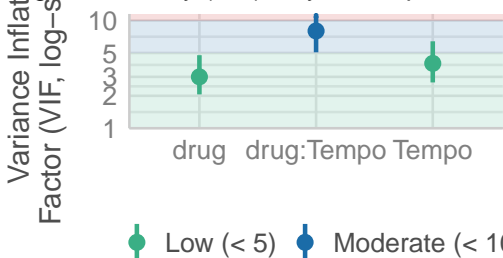 Variance Inflat
Factor (VIF, log−s
10
5
3
2
1
drug drug:Tempo Tempo
Low (< 5) Moderate (< 10